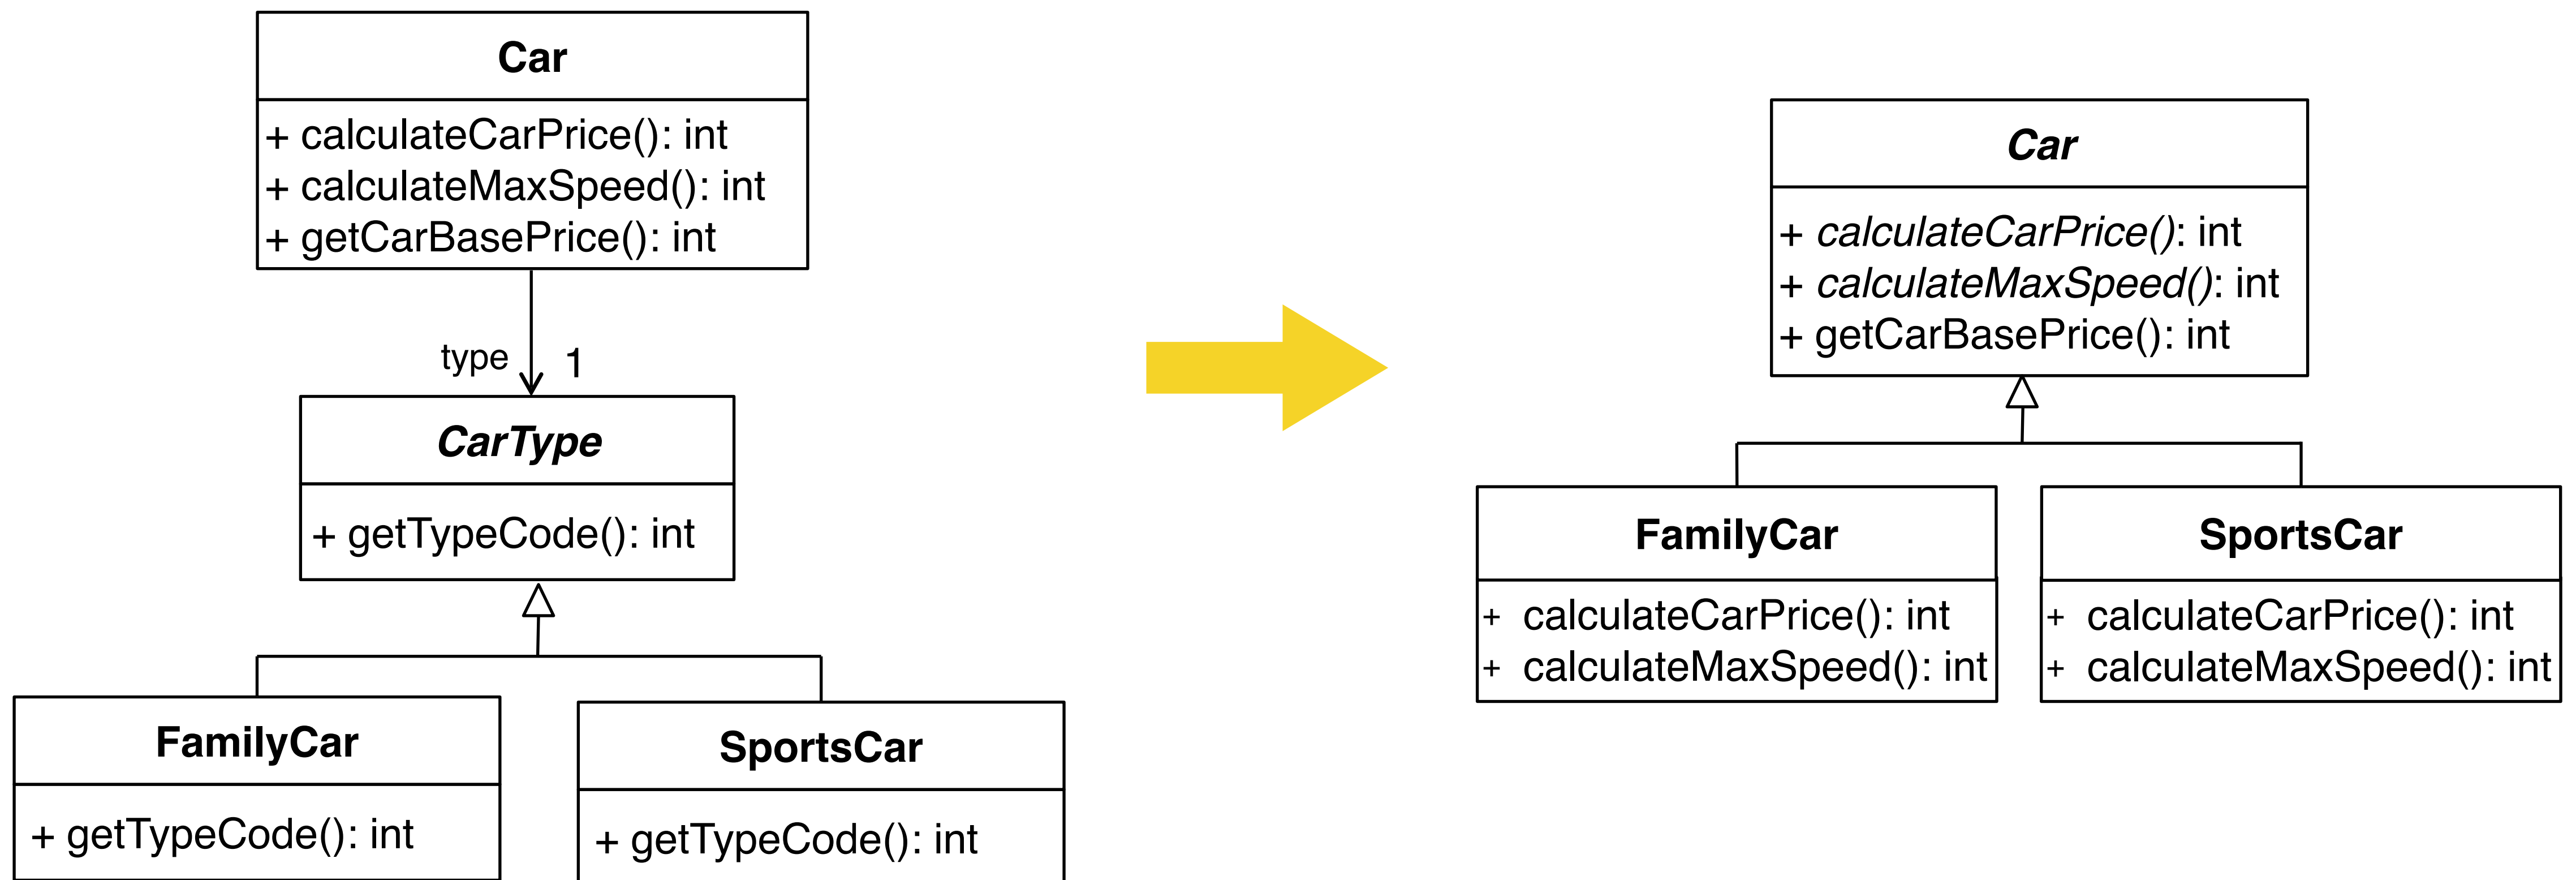 Car
+ calculateCarPrice(): int
+ calculateMaxSpeed(): int
+ getCarBasePrice(): int
type 1
CarType
+ getTypeCode(): int
FamilyCar
+ getTypeCode(): int
SportsCar
+ getTypeCode(): int
Car
+ calculateCarPrice(): int
+ calculateMaxSpeed(): int
+ getCarBasePrice(): int
FamilyCar
+ calculateCarPrice(): int
+ calculateMaxSpeed(): int
SportsCar
+ calculateCarPrice(): int
+ calculateMaxSpeed(): int